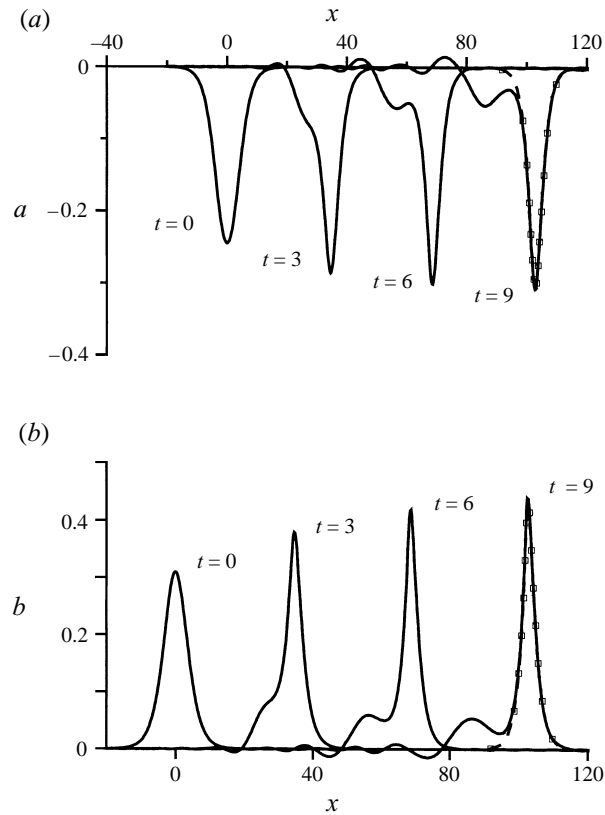 (a)
x
−40 0 40 80 120
0
a
−0.2
−0.4
t = 0
t = 3
t = 6
t = 9
(b)
b
0.4
0.2
0
t = 0
t = 3
t = 6
t = 9
0 40 80 120
x